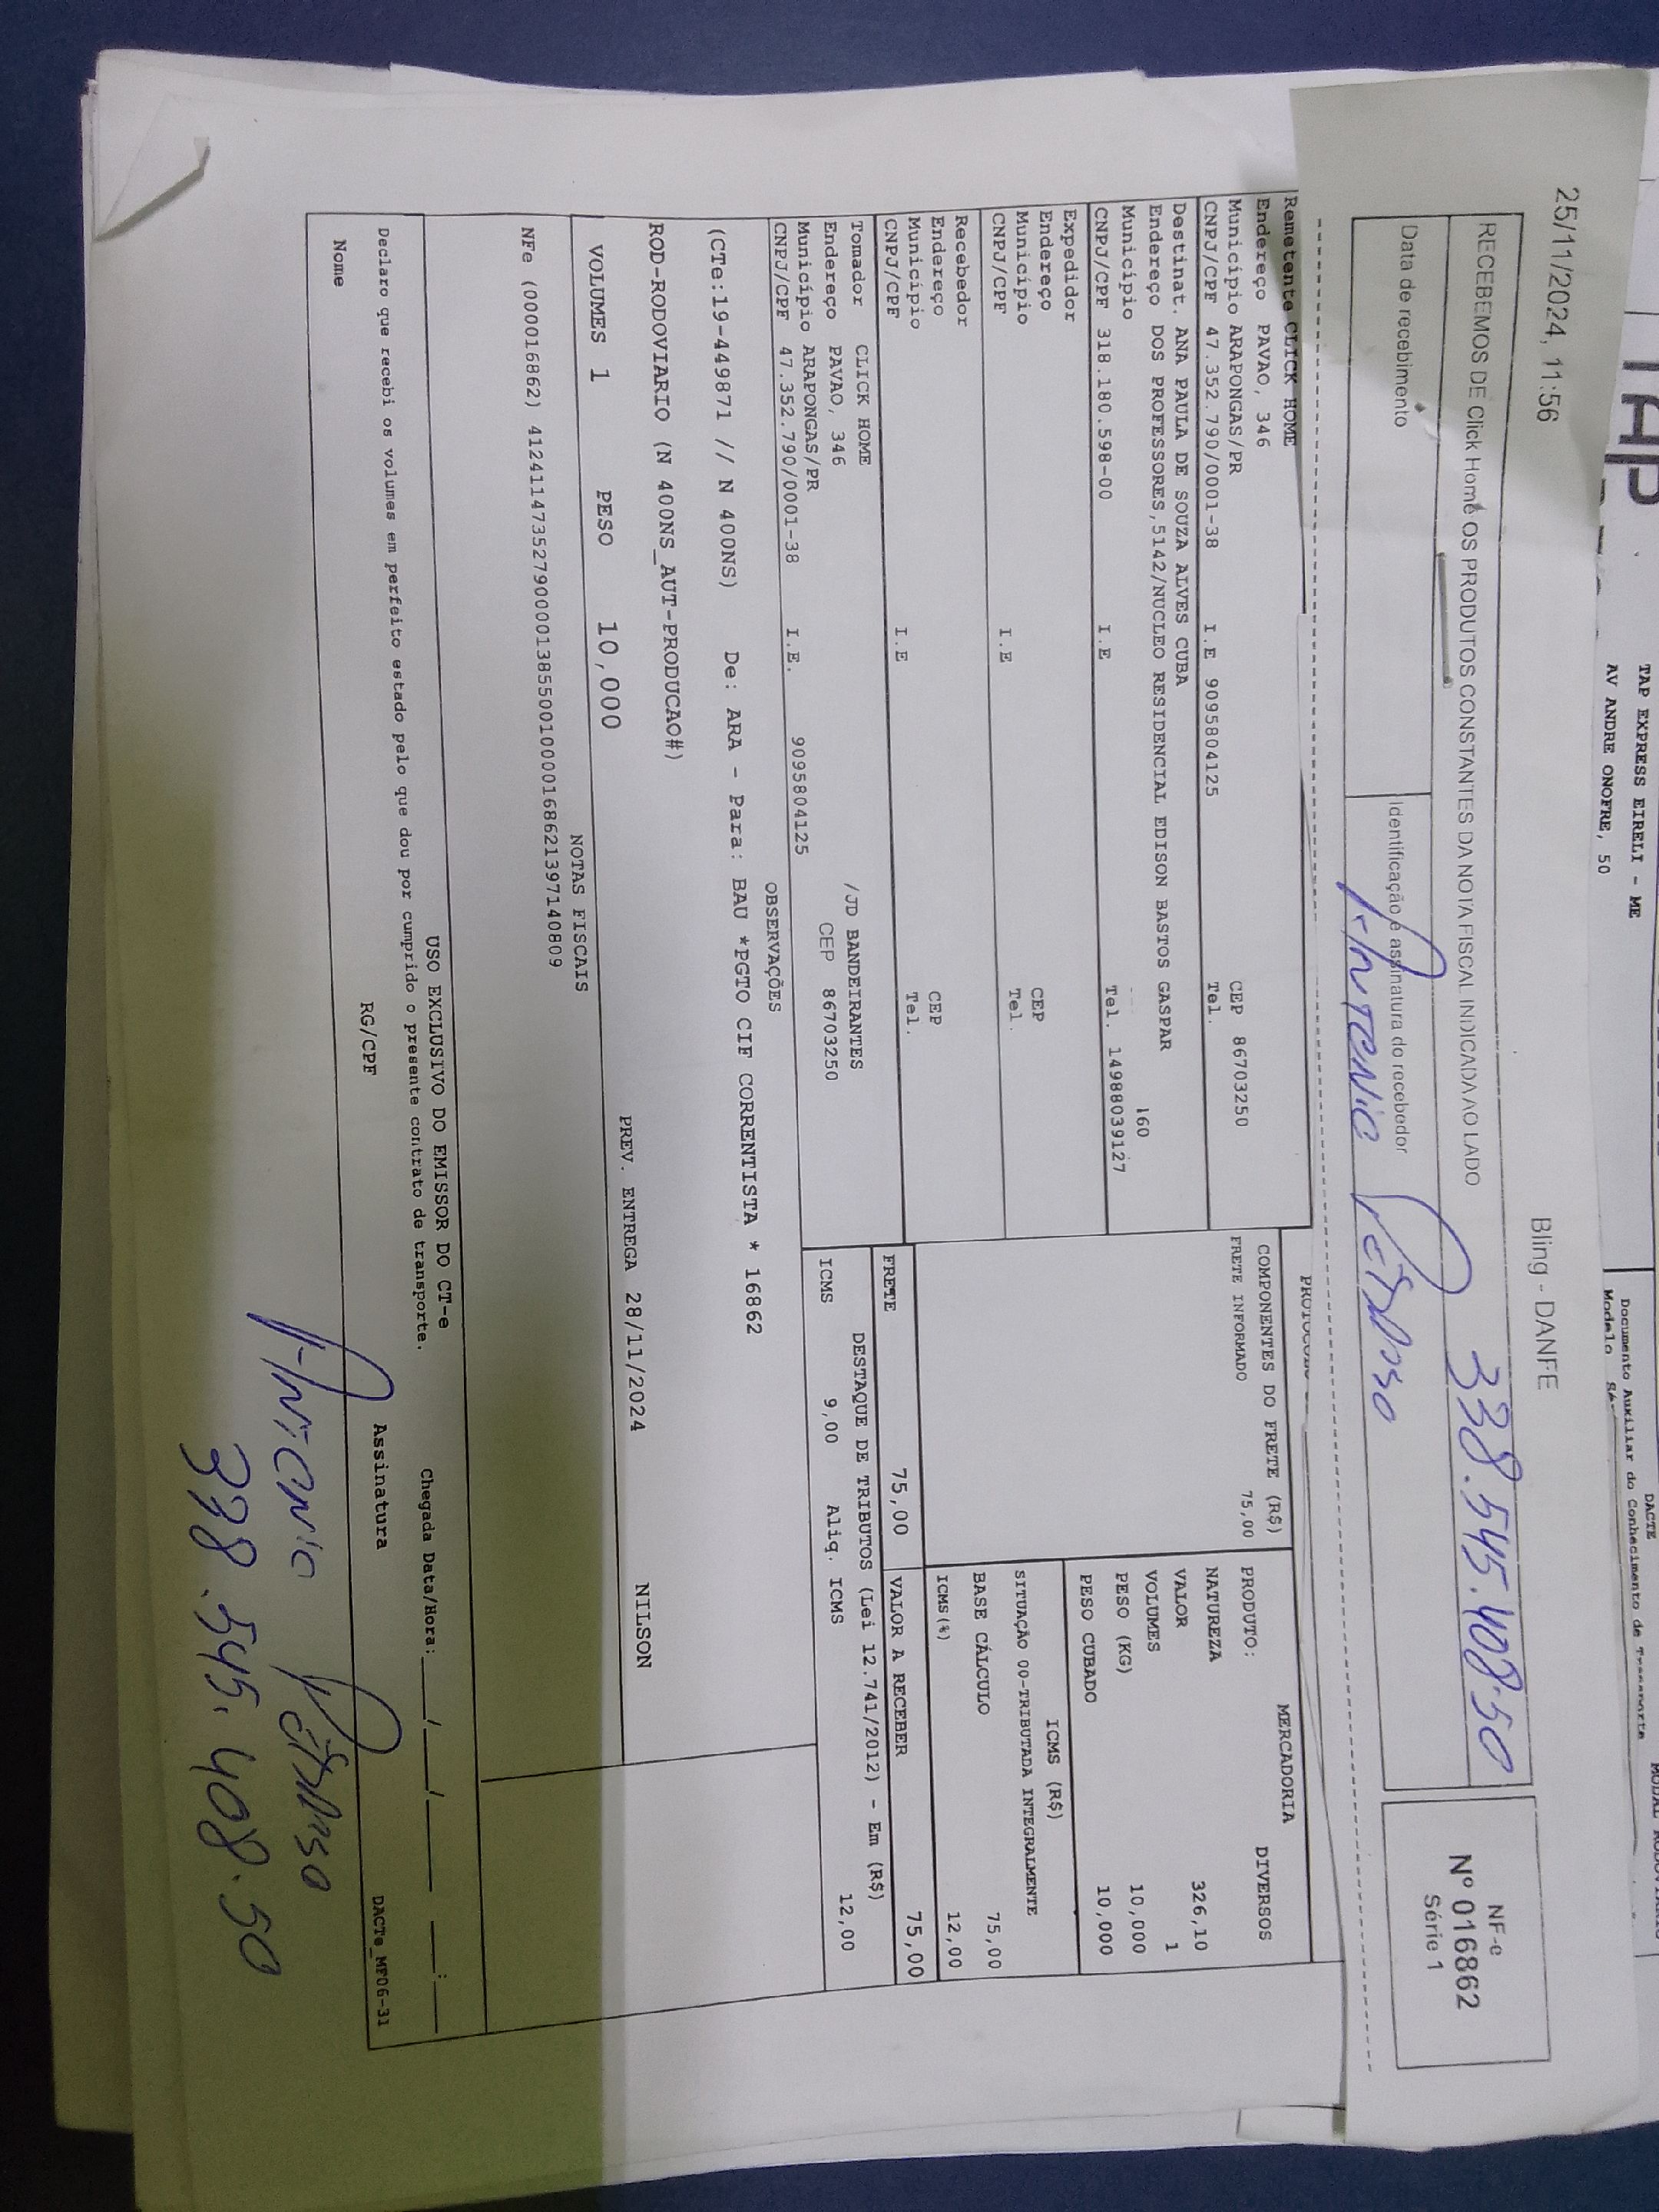 TAP
TAP EXPRESS EIRELI - ME
AV ANDRE ONOFRE, 50
DACTE
Documento Auxiliar do Conhecimento de Transporte
Modelo
25/11/2024, 11:56
Bling - DANFE
RECEBEMOS DE Click Home OS PRODUTOS CONSTANTES DA NOTA FISCAL INDICADA AO LADO
338.545.408.50
Data de recebimento
Identificação e assinatura do recebedor
Antonio Pedroso
NF-e
Nº 016862
Série 1
Remetente CLICK HOME
Endereço PAVAO, 346
Município ARAPONGAS/PR
CEP 86703250
CNPJ/CPF 47.352.790/0001-38 I.E 9095804125 Tel.
Destinat. ANA PAULA DE SOUZA ALVES CUBA
Endereço DOS PROFESSORES,5142/NUCLEO RESIDENCIAL EDISON BASTOS GASPAR
Município 160
CNPJ/CPF 318.180.598-00 I.E Tel. 14988039127
Expedidor
Endereço
Município CEP
CNPJ/CPF I.E Tel.
Recebedor
Endereço
Município CEP
CNPJ/CPF I.E Tel.
Tomador CLICK HOME
Endereço PAVAO, 346 /JD BANDEIRANTES
Município ARAPONGAS/PR CEP 86703250
CNPJ/CPF 47.352.790/0001-38 I.E. 9095804125
COMPONENTES DO FRETE (R$)
FRETE INFORMADO 75,00
FRETE 75,00 VALOR A RECEBER 75,00
MERCADORIA
PRODUTO: DIVERSOS
NATUREZA
VALOR 326,10
VOLUMES 1
PESO (KG) 10,000
PESO CUBADO 10,000
ICMS (R$)
SITUAÇÃO 00-TRIBUTADA INTEGRALMENTE
BASE CÁLCULO 75,00
ICMS(%) 12,00
DESTAQUE DE TRIBUTOS (Lei 12.741/2012) - Em (R$)
ICMS 9,00 Aliq. ICMS 12,00
OBSERVAÇÕES
(CTe:19-449871 // N 400NS) De: ARA - Para: BAU *PGTO CIF CORRENTISTA * 16862
ROD-RODOVIARIO (N 400NS_AUT-PRODUCAO#)
VOLUMES 1 PESO 10,000 PREV. ENTREGA 28/11/2024 NILSON
NOTAS FISCAIS
NFe (000016862) 41241147352790000138550010000168621397140809
USO EXCLUSIVO DO EMISSOR DO CT-e
Declaro que recebi os volumes em perfeito estado pelo que dou por cumprido o presente contrato de transporte.
Chegada Data/Hora: ____/____/____ ___:___
Nome RG/CPF Assinatura DACTe_MF06-31
Antonio Pedroso
338.545.408.50